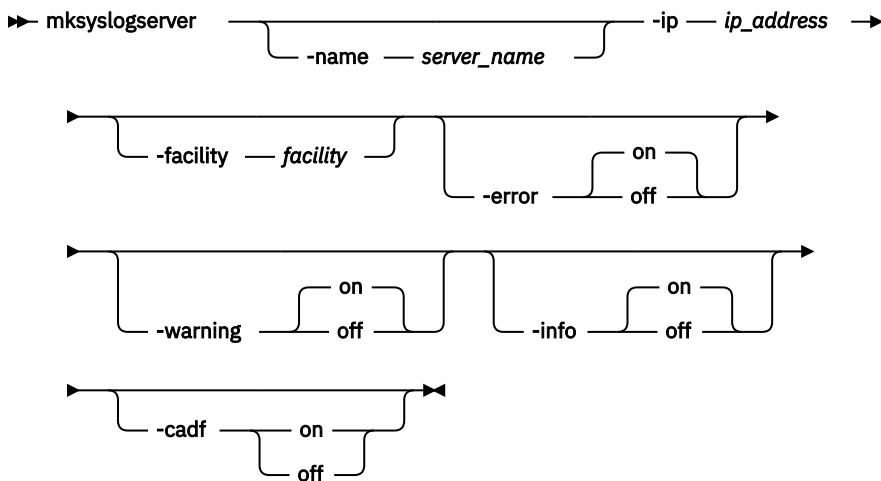 mksyslogserver -name server_name -ip ip_address
-facility facility -error on off
-warning on off -info on off
-cadf on off